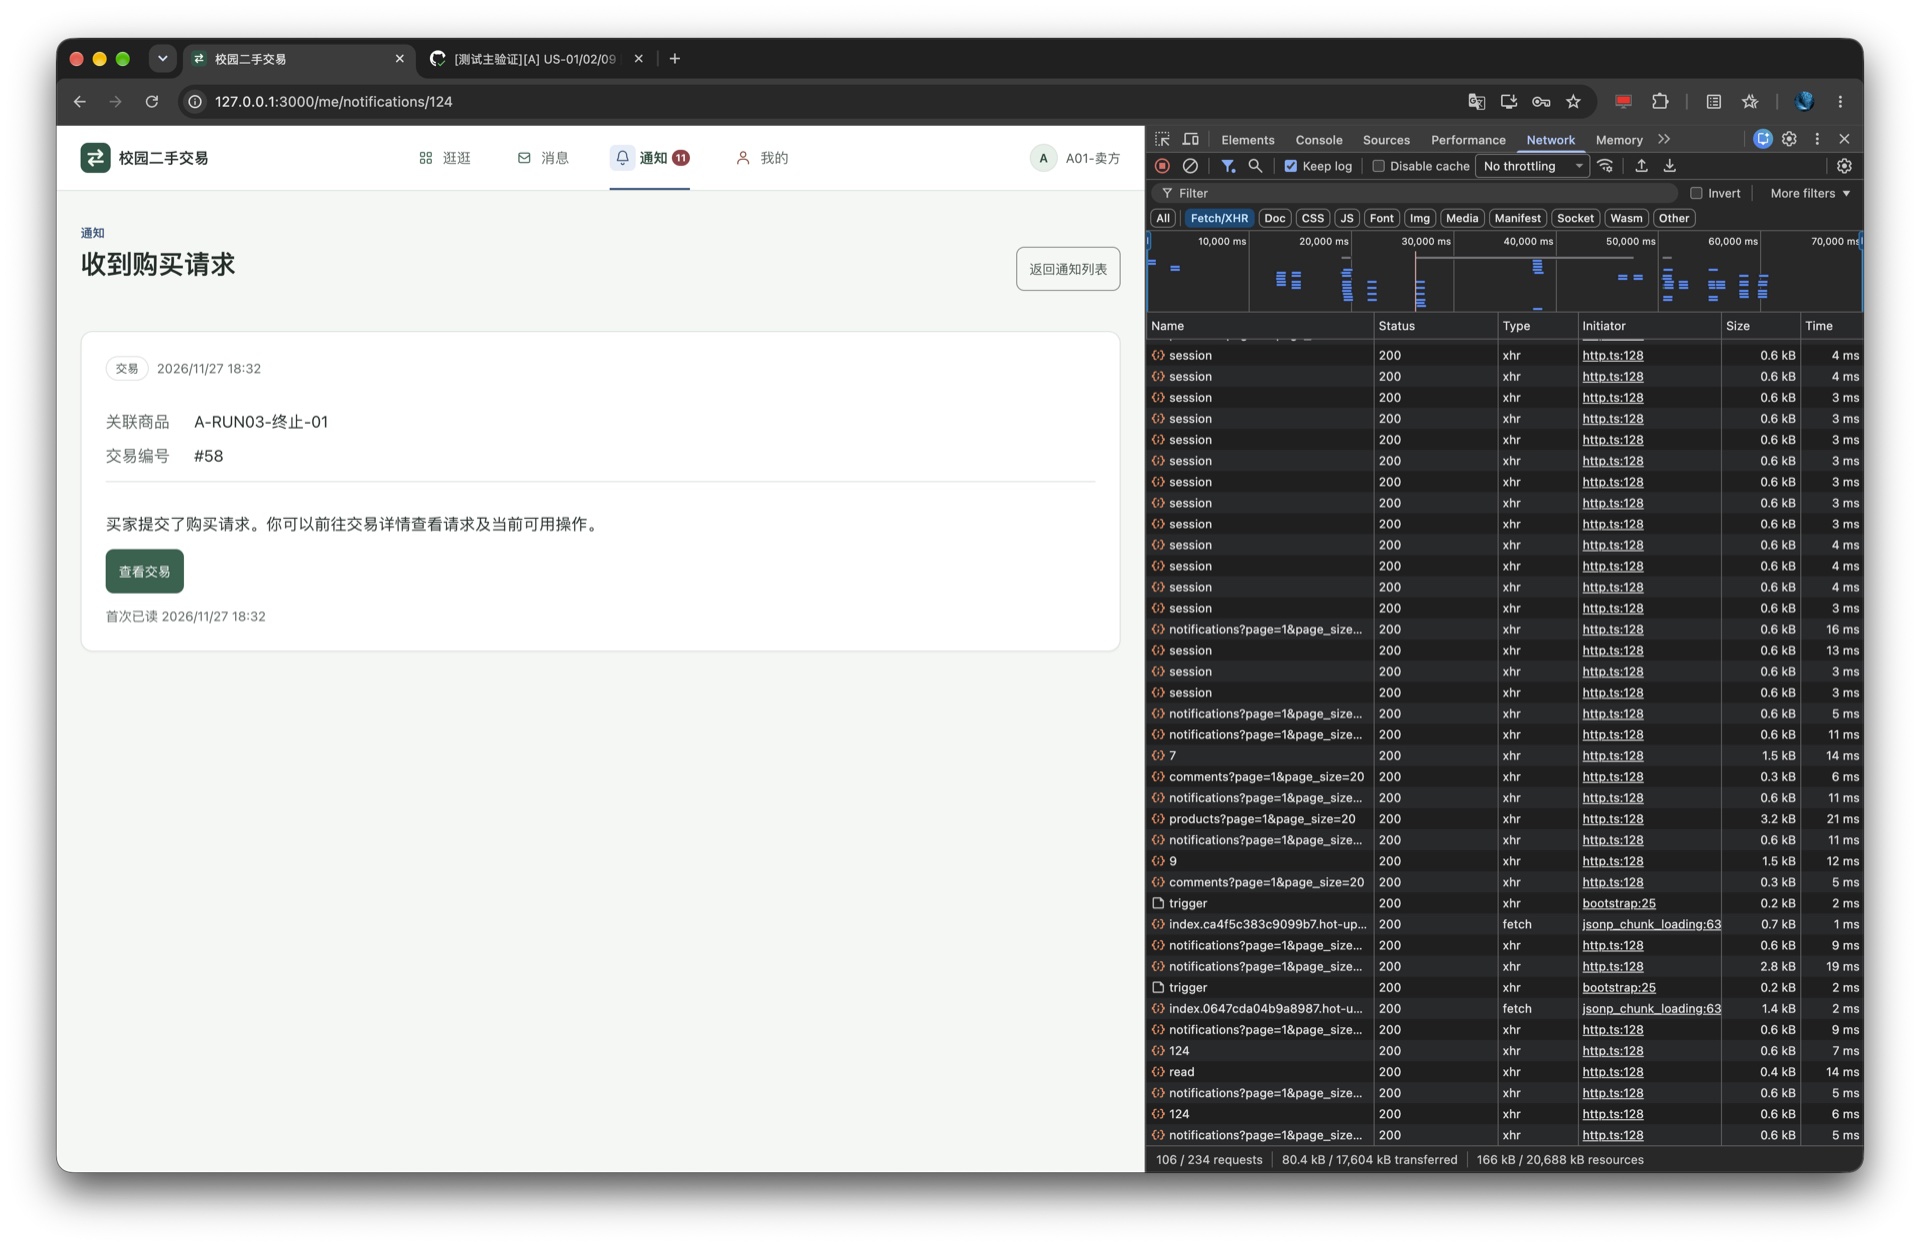 校园二手交易
[测试主验证][A] US-01/02/09
127.0.0.1:3000/me/notifications/124
校园二手交易
逛逛
消息
通知 11
我的
A
A01-卖方
通知
收到购买请求
返回通知列表
交易 2026/11/27 18:32
关联商品 A-RUN03-终止-01
交易编号 #58
买家提交了购买请求。你可以前往交易详情查看请求及当前可用操作。
查看交易
首次已读 2026/11/27 18:32
Elements Console Sources Performance Network Memory
Keep log Disable cache No throttling
Filter Invert More filters
All Fetch/XHR Doc CSS JS Font Img Media Manifest Socket Wasm Other
10,000 ms 20,000 ms 30,000 ms 40,000 ms 50,000 ms 60,000 ms 70,000 ms
Name Status Type Initiator Size Time
session 200 xhr http.ts:128 0.6 kB 4 ms
session 200 xhr http.ts:128 0.6 kB 4 ms
session 200 xhr http.ts:128 0.6 kB 3 ms
session 200 xhr http.ts:128 0.6 kB 3 ms
session 200 xhr http.ts:128 0.6 kB 3 ms
session 200 xhr http.ts:128 0.6 kB 3 ms
session 200 xhr http.ts:128 0.6 kB 3 ms
session 200 xhr http.ts:128 0.6 kB 3 ms
session 200 xhr http.ts:128 0.6 kB 3 ms
session 200 xhr http.ts:128 0.6 kB 4 ms
session 200 xhr http.ts:128 0.6 kB 4 ms
session 200 xhr http.ts:128 0.6 kB 4 ms
session 200 xhr http.ts:128 0.6 kB 3 ms
notifications?page=1&page_size... 200 xhr http.ts:128 0.6 kB 16 ms
session 200 xhr http.ts:128 0.6 kB 13 ms
session 200 xhr http.ts:128 0.6 kB 3 ms
session 200 xhr http.ts:128 0.6 kB 3 ms
notifications?page=1&page_size... 200 xhr http.ts:128 0.6 kB 5 ms
notifications?page=1&page_size... 200 xhr http.ts:128 0.6 kB 11 ms
7 200 xhr http.ts:128 1.5 kB 14 ms
comments?page=1&page_size=20 200 xhr http.ts:128 0.3 kB 6 ms
notifications?page=1&page_size... 200 xhr http.ts:128 0.6 kB 11 ms
products?page=1&page_size=20 200 xhr http.ts:128 3.2 kB 21 ms
notifications?page=1&page_size... 200 xhr http.ts:128 0.6 kB 11 ms
9 200 xhr http.ts:128 1.5 kB 12 ms
comments?page=1&page_size=20 200 xhr http.ts:128 0.3 kB 5 ms
trigger 200 xhr bootstrap:25 0.2 kB 2 ms
index.ca4f5c383c9099b7.hot-up... 200 fetch jsonp_chunk_loading:63 0.7 kB 1 ms
notifications?page=1&page_size... 200 xhr http.ts:128 0.6 kB 9 ms
notifications?page=1&page_size... 200 xhr http.ts:128 2.8 kB 19 ms
trigger 200 xhr bootstrap:25 0.2 kB 2 ms
index.0647cda04b9a8987.hot-u... 200 fetch jsonp_chunk_loading:63 1.4 kB 2 ms
notifications?page=1&page_size... 200 xhr http.ts:128 0.6 kB 9 ms
124 200 xhr http.ts:128 0.6 kB 7 ms
read 200 xhr http.ts:128 0.4 kB 14 ms
notifications?page=1&page_size... 200 xhr http.ts:128 0.6 kB 5 ms
124 200 xhr http.ts:128 0.6 kB 6 ms
notifications?page=1&page_size... 200 xhr http.ts:128 0.6 kB 5 ms
106 / 234 requests 80.4 kB / 17,604 kB transferred 166 kB / 20,688 kB resources